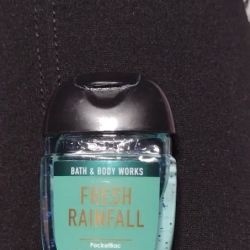 BATH & BODY WORKS
FRESH
RAINFALL
PocketBac